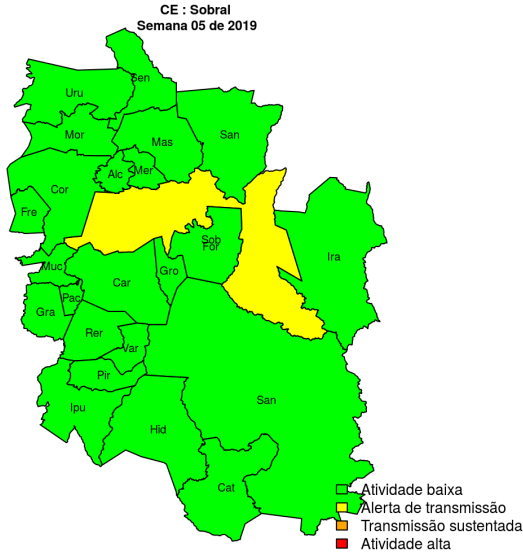 CE : Sobral
Semana 05 de 2019
Sen
Uru
Mor
Mas
San
Alc
Mer
Cor
Fre
Sob
For
Ira
Muc
Gro
Car
Pac
Gra
Rer
Var
Pir
Ipu
San
Hid
Cat
Atividade baixa
Alerta de transmissão
Transmissão sustentada
Atividade alta